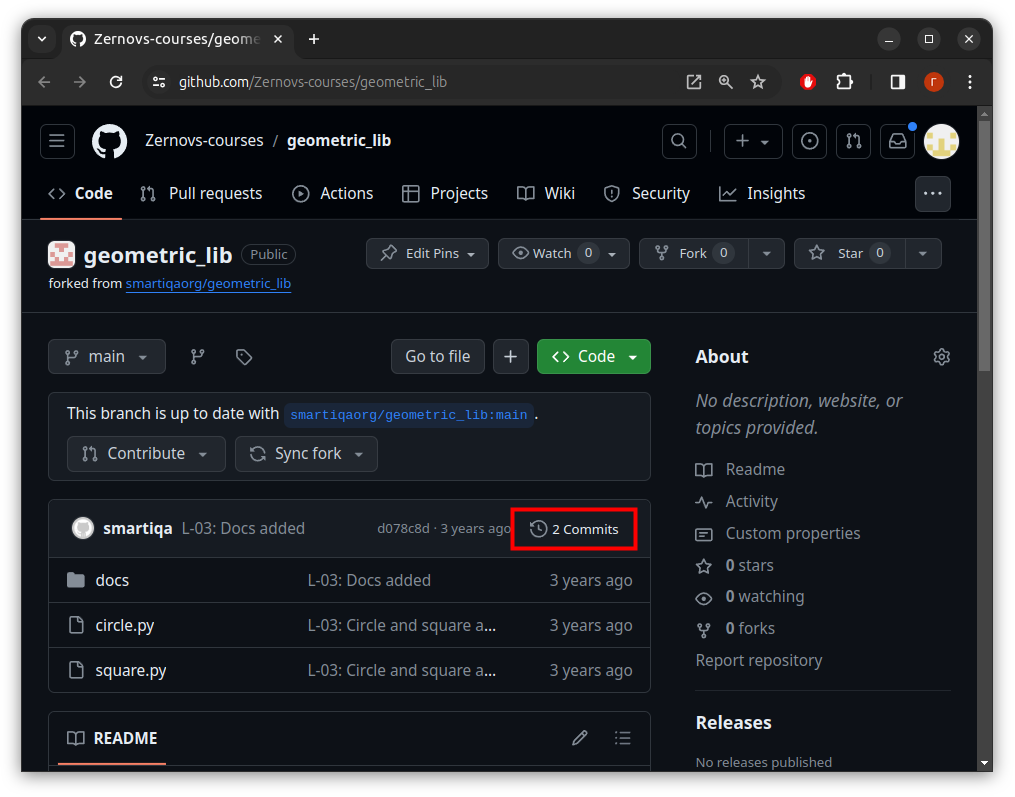 Zernovs-courses/geome
github.com/Zernovs-courses/geometric_lib
Г
Zernovs-courses / geometric_lib
Code Pull requests Actions Projects Wiki Security Insights
geometric_lib Public
Edit Pins Watch 0 Fork 0 Star 0
forked from smartiqaorg/geometric_lib
main
Go to file
Code
This branch is up to date with smartiqaorg/geometric_lib:main .
Contribute Sync fork
smartiqa L-03: Docs added d078c8d · 3 years ago 2 Commits
docs L-03: Docs added 3 years ago
circle.py L-03: Circle and square a... 3 years ago
square.py L-03: Circle and square a... 3 years ago
README
About
No description, website, or
topics provided.
Readme
Activity
Custom properties
0 stars
0 watching
0 forks
Report repository
Releases
No releases published